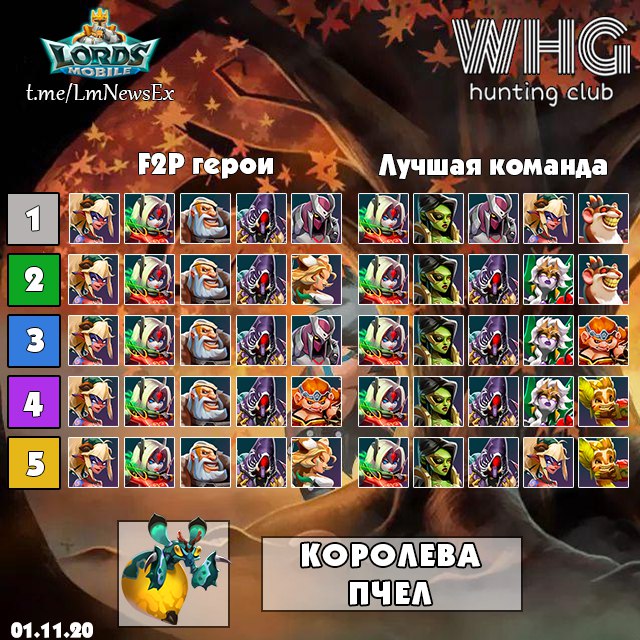 LORDS
MOBILE
t.me/LmNewsEx
WHG
hunting club
F2P герои
Лучшая команда
1
2
3
4
5
КОРОЛЕВА
ПЧЕЛ
01.11.20